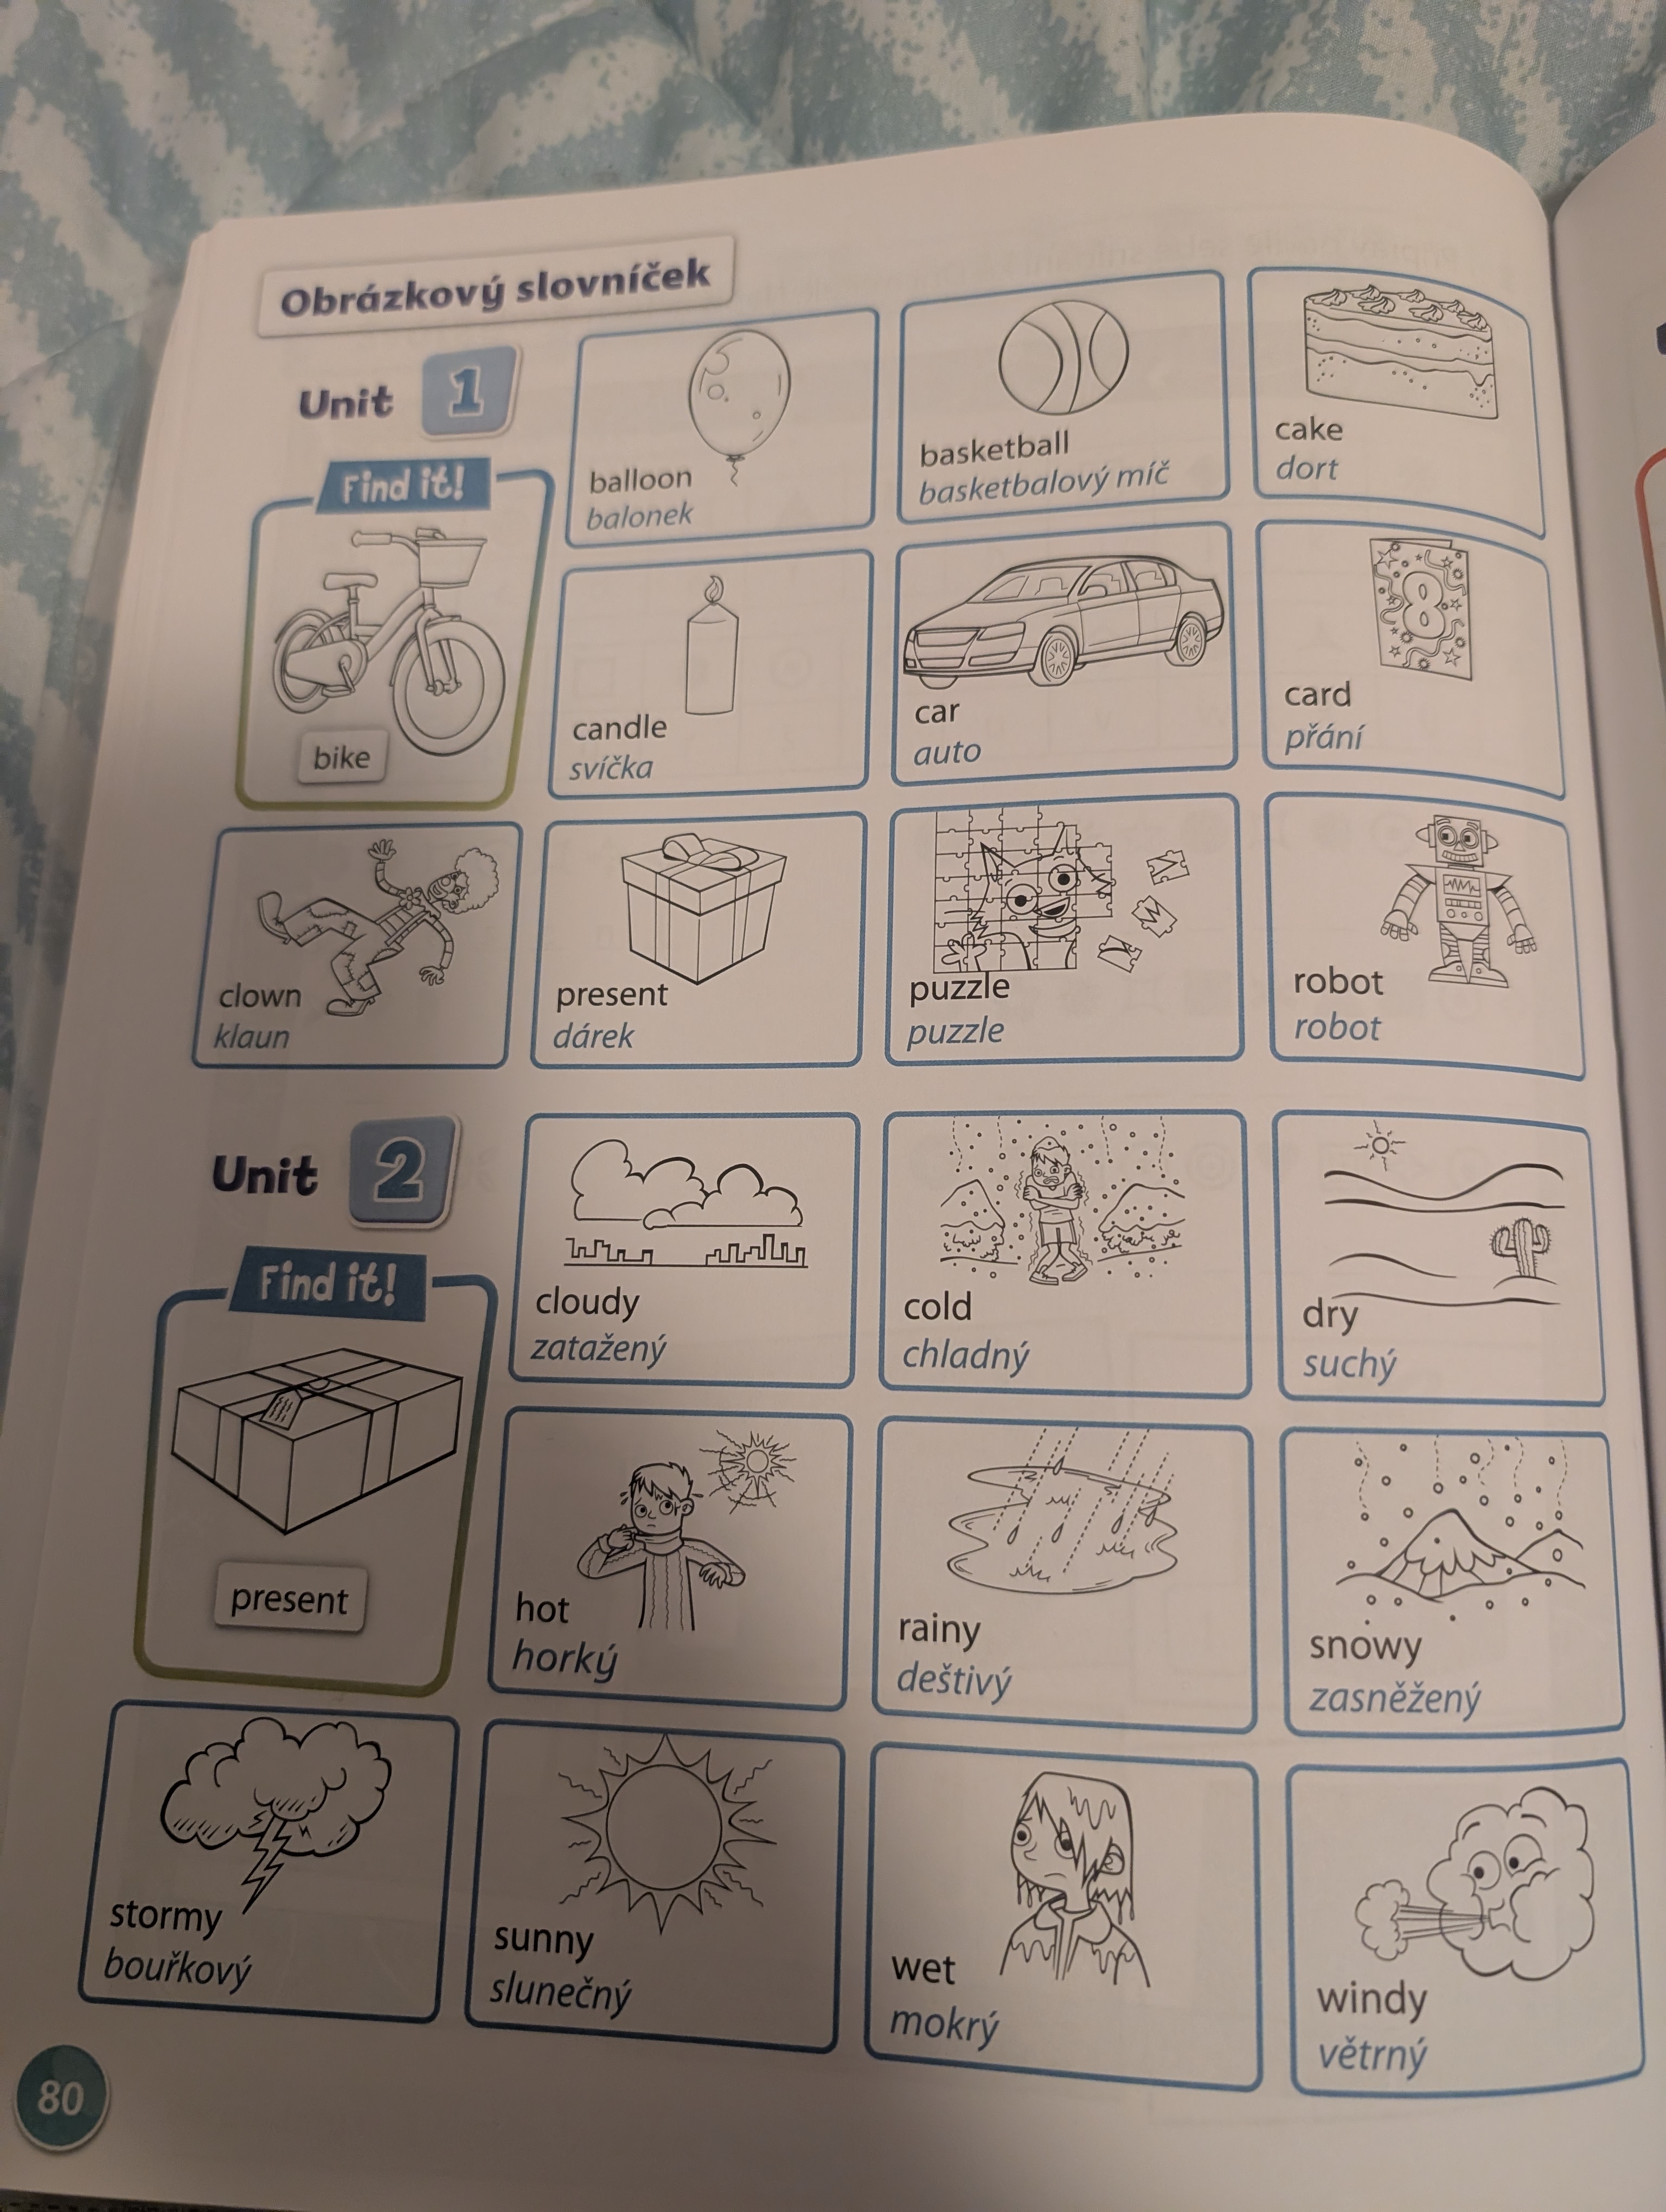 Obrázkový slovníček
Unit 1
Find it!
bike
balloon
balonek
basketball
basketbalový míč
cake
dort
candle
svíčka
car
auto
8
card
přání
clown
klaun
present
dárek
puzzle
puzzle
robot
robot
Unit 2
Find it!
present
cloudy
zatažený
cold
chladný
dry
suchý
hot
horký
rainy
deštivý
snowy
zasněžený
stormy
bouřkový
sunny
slunečný
wet
mokrý
windy
větrný
80